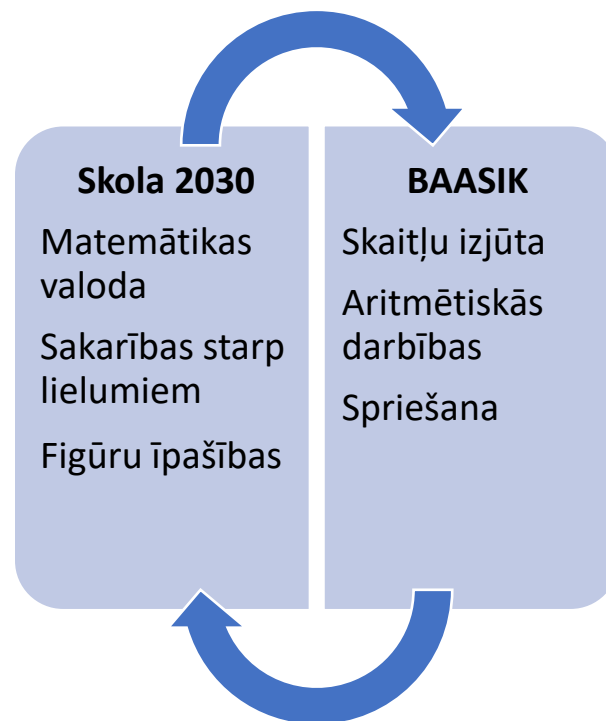 Skola 2030
Matemātikas
valoda
Sakarības starp
lielumiem
Figūru īpašības
BAASIK
Skaitļu izjūta
Aritmētiskās
darbības
Spriešana